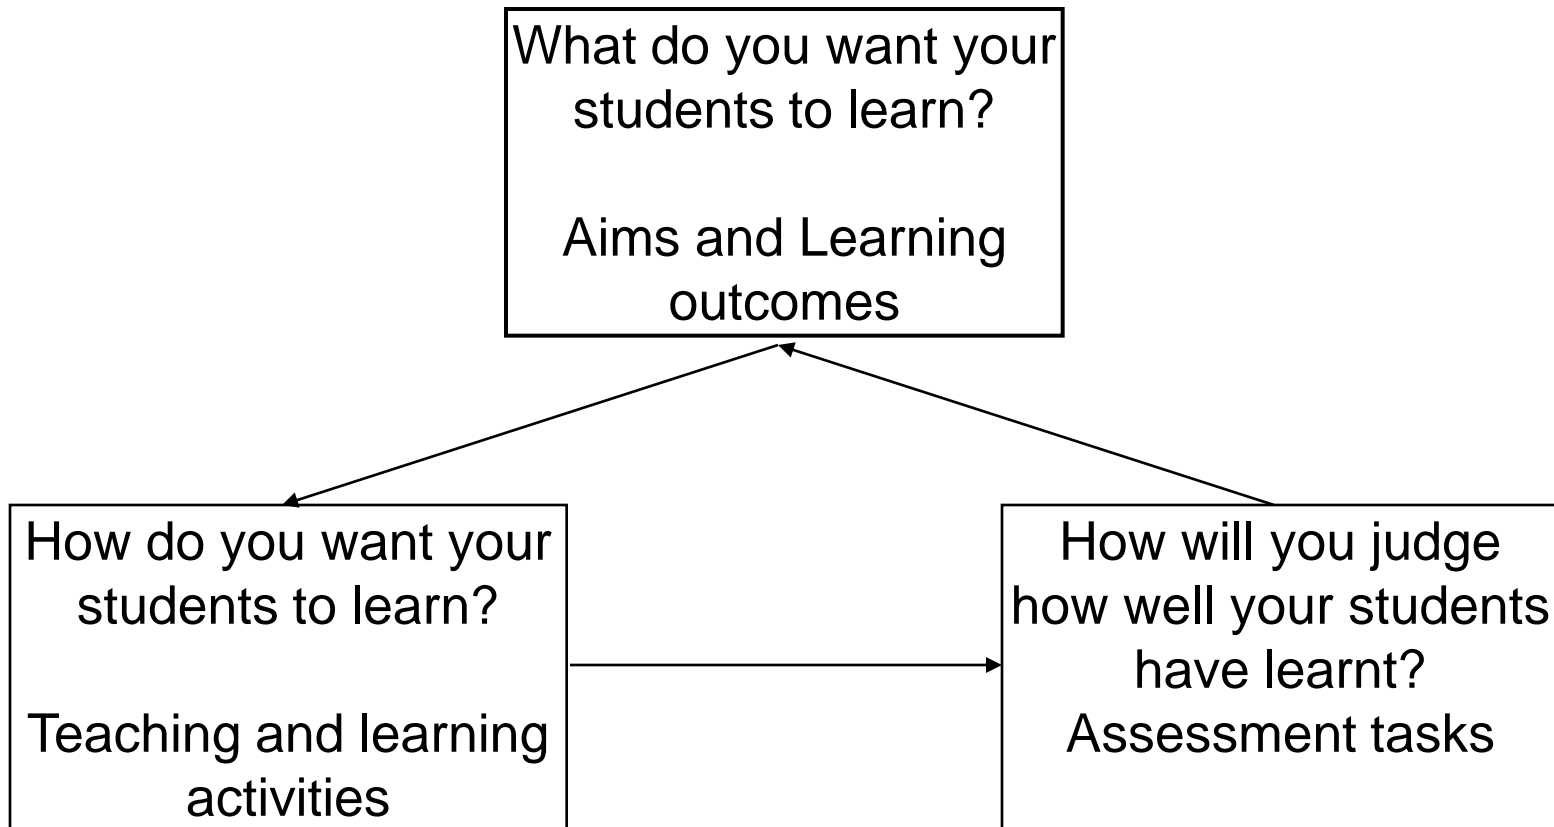 What do you want your
students to learn?
Aims and Learning
outcomes
How do you want your
students to learn?
Teaching and learning
activities
How will you judge
how well your students
have learnt?
Assessment tasks